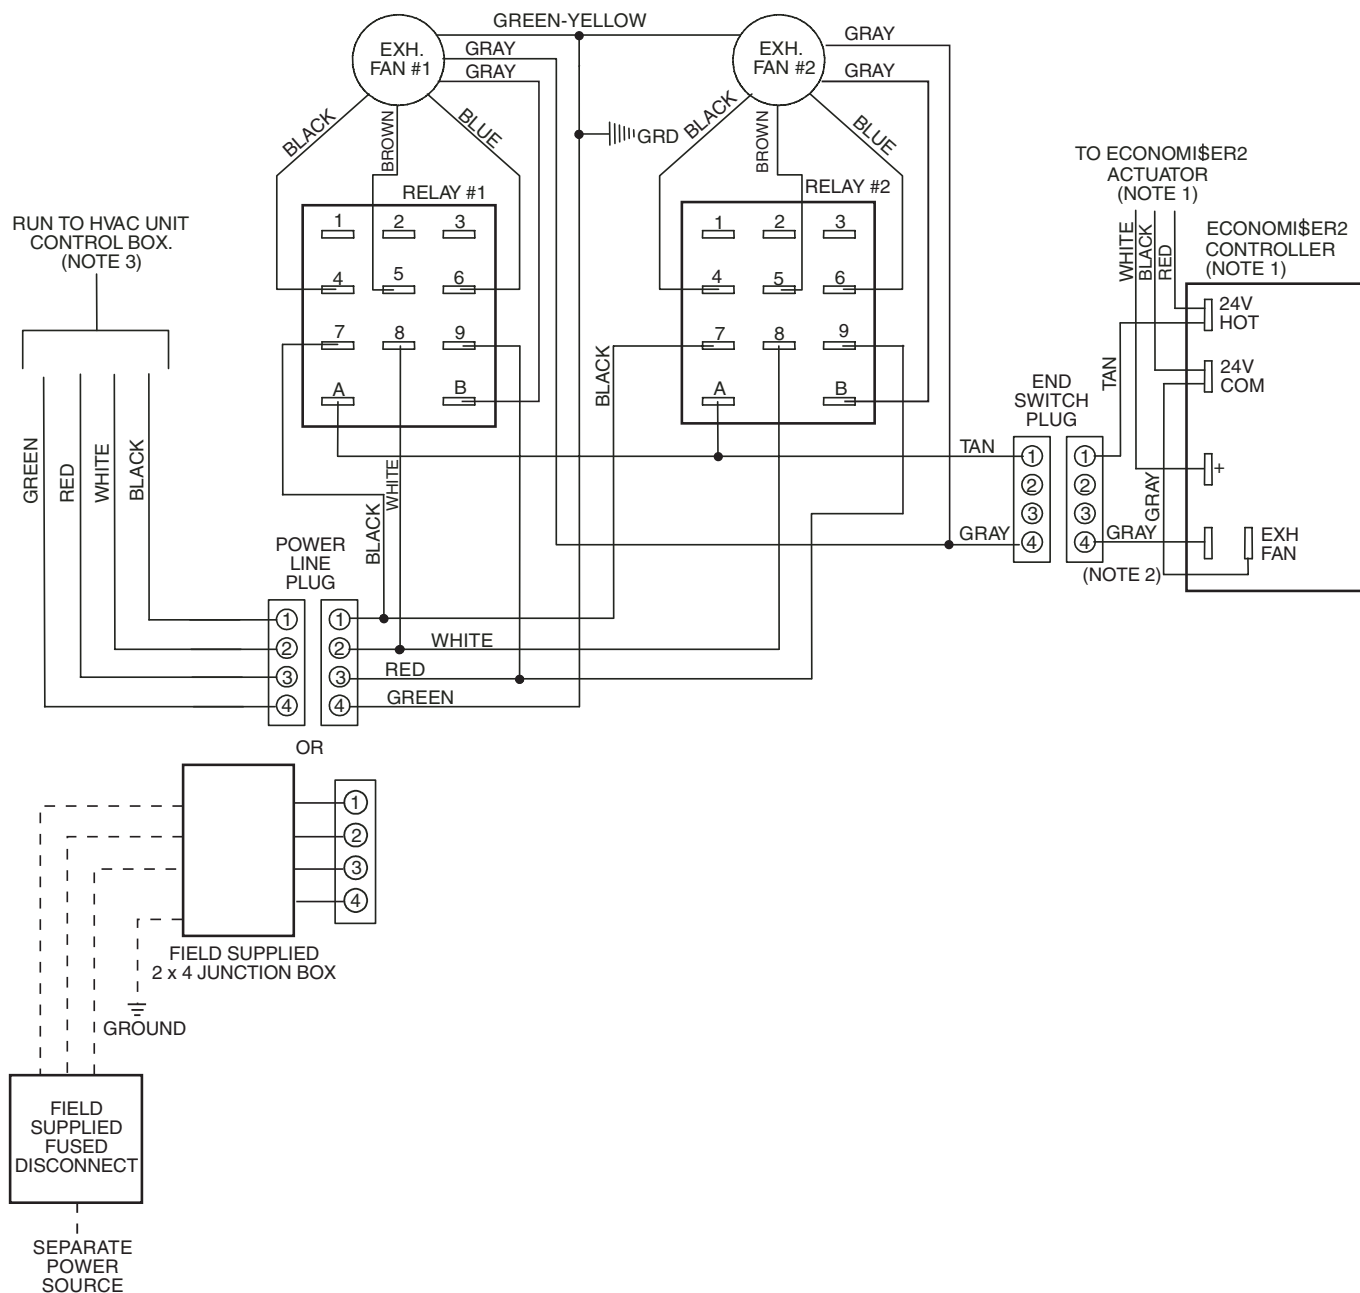 GREEN-YELLOW
EXH.
FAN #1
GRAY
GRAY
EXH.
FAN #2
GRAY
GRAY
BLACK
BROWN
BLUE
GRD
BLACK
BROWN
BLUE
TO ECONOMI$ER2
ACTUATOR
(NOTE 1)
RUN TO HVAC UNIT
CONTROL BOX.
(NOTE 3)
RELAY #1
1 2 3
4 5 6
7 8 9
A B
RELAY #2
1 2 3
4 5 6
7 8 9
A B
WHITE
BLACK
RED
ECONOMI$ER2
CONTROLLER
(NOTE 1)
24V
HOT
24V
COM
+
EXH
FAN
TAN
GRAY
GRAY
END
SWITCH
PLUG
1 1
2 2
3 3
4 4
(NOTE 2)
TAN
GRAY
BLACK
GREEN
RED
WHITE
BLACK
WHITE
BLACK
POWER
LINE
PLUG
1 1
2 2
3 3
4 4
WHITE
RED
GREEN
OR
1
2
3
4
FIELD SUPPLIED
2 x 4 JUNCTION BOX
GROUND
FIELD
SUPPLIED
FUSED
DISCONNECT
SEPARATE
POWER
SOURCE